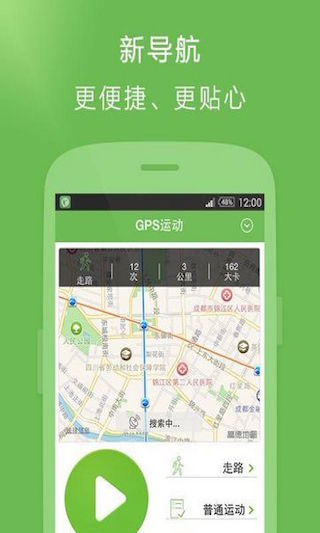 新导航
更便捷、更贴心
48% 12:00
GPS运动
走路
12
次
3
公里
162
大卡
成都市锦江区人民医院
人民公园
梨花街
四川省劳动和社会保障学院
锦江区第二人民医院
搜索中...
高德地图
走路
普通运动